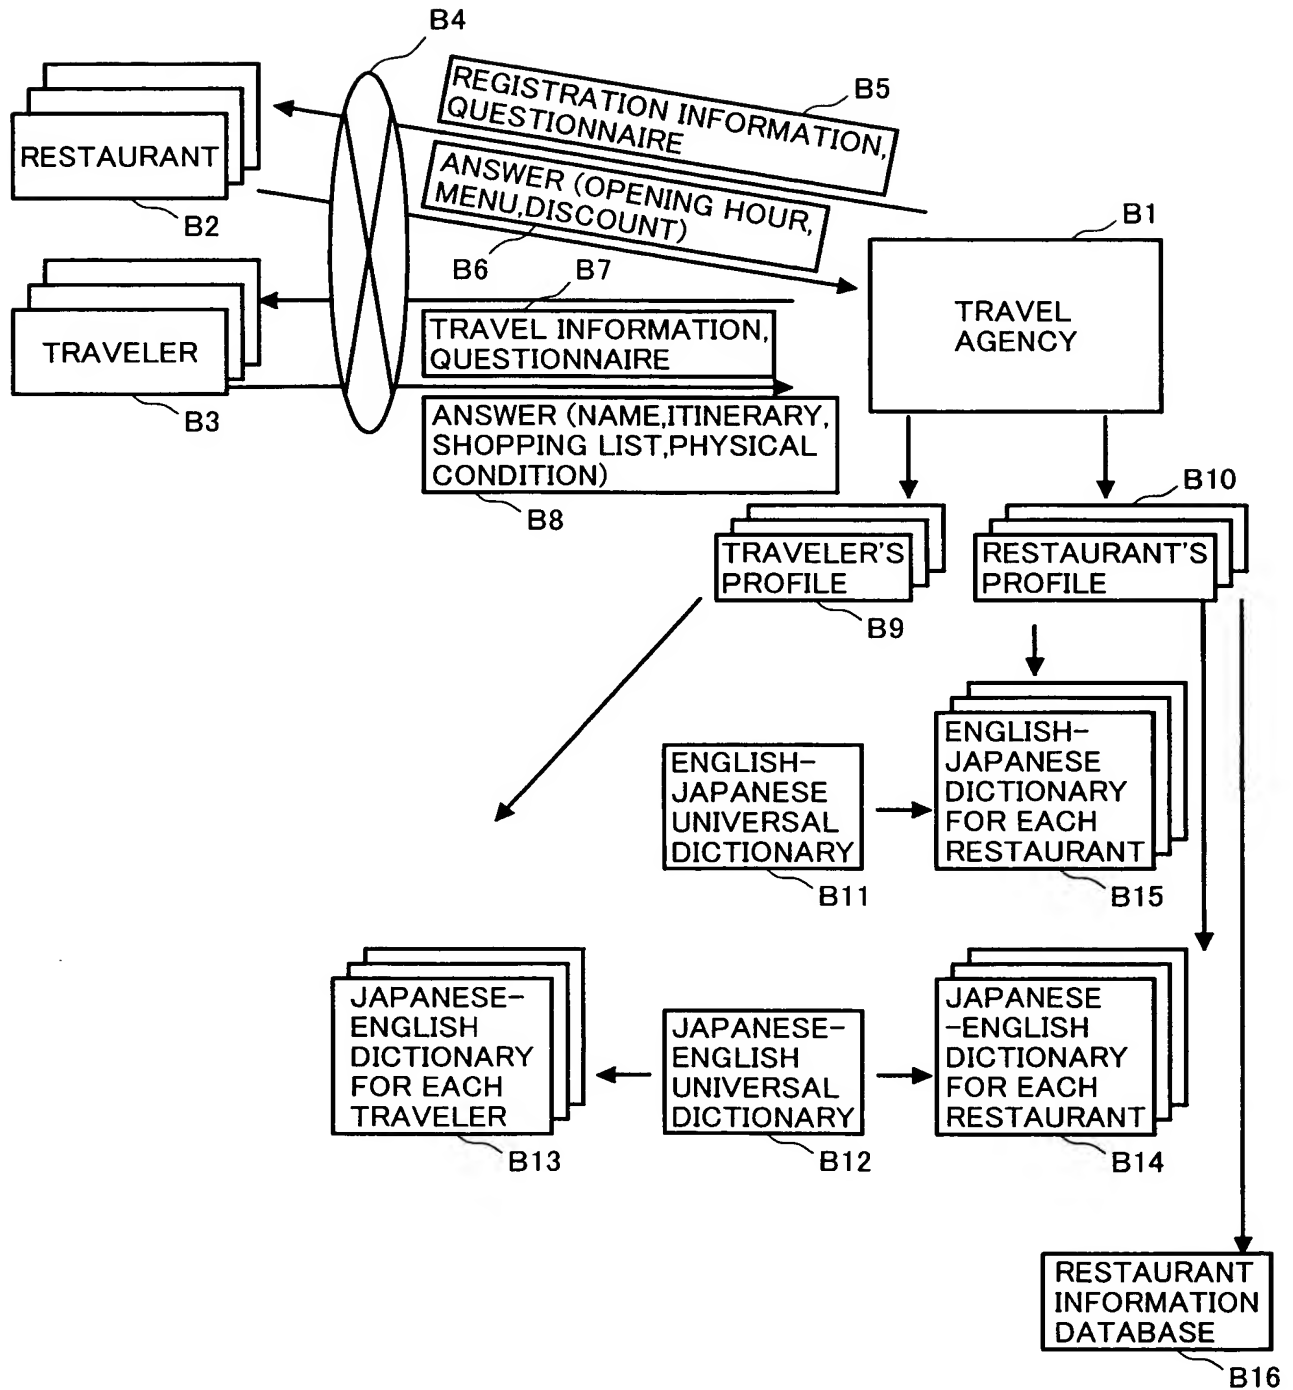 B4
REGISTRATION INFORMATION,
QUESTIONNAIRE
B5
RESTAURANT
B2
ANSWER (OPENING HOUR,
MENU,DISCOUNT)
B6
B7
B1
TRAVEL
AGENCY
TRAVELER
B3
TRAVEL INFORMATION,
QUESTIONNAIRE
ANSWER (NAME,ITINERARY,
SHOPPING LIST,PHYSICAL
CONDITION)
B8
B10
TRAVELER'S
PROFILE
B9
RESTAURANT'S
PROFILE
ENGLISH-
JAPANESE
UNIVERSAL
DICTIONARY
B11
ENGLISH-
JAPANESE
DICTIONARY
FOR EACH
RESTAURANT
B15
JAPANESE-
ENGLISH
DICTIONARY
FOR EACH
TRAVELER
B13
JAPANESE-
ENGLISH
UNIVERSAL
DICTIONARY
B12
JAPANESE
-ENGLISH
DICTIONARY
FOR EACH
RESTAURANT
B14
RESTAURANT
INFORMATION
DATABASE
B16